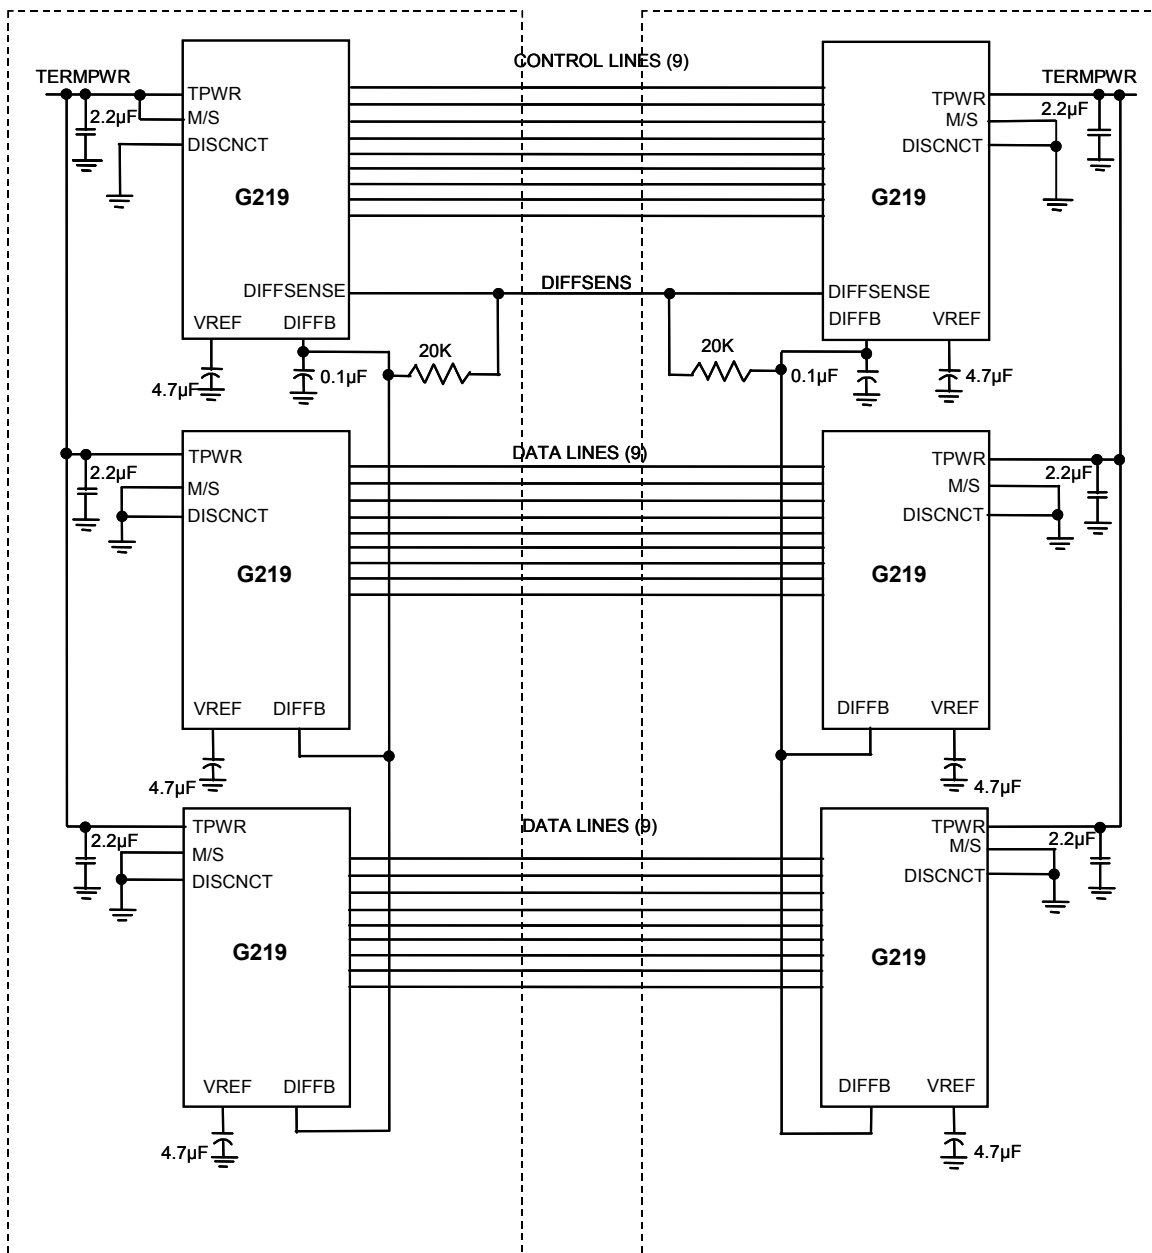 CONTROL LINES (9)
TERMPWR
TERMPWR
TPWR
TPWR
2.2µF
2.2µF
M/S
M/S
DISCNCT
DISCNCT
G219
G219
DIFFSENS
DIFFSENSE
DIFFSENSE
VREF
DIFFB
DIFFB
VREF
20K
20K
4.7µF
0.1µF
0.1µF
4.7µF
DATA LINES (9)
TPWR
TPWR
2.2µF
2.2µF
M/S
M/S
DISCNCT
DISCNCT
G219
G219
VREF
DIFFB
DIFFB
VREF
4.7µF
4.7µF
DATA LINES (9)
TPWR
TPWR
2.2µF
2.2µF
M/S
M/S
DISCNCT
DISCNCT
G219
G219
VREF
DIFFB
DIFFB
VREF
4.7µF
4.7µF